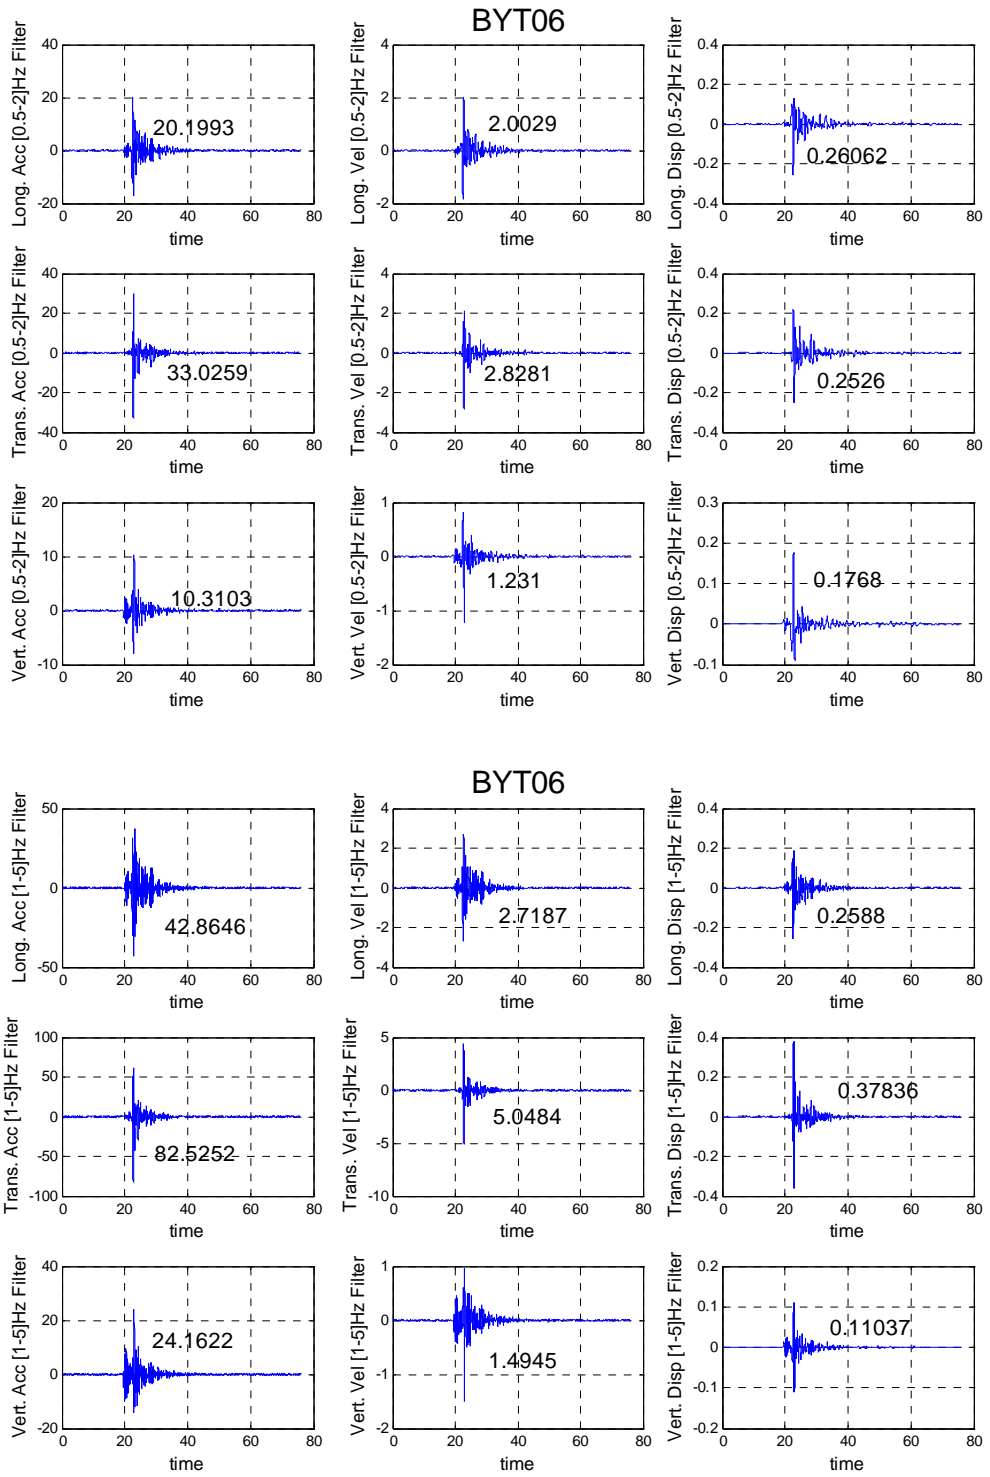 BYT06
Long. Acc [0.5-2]Hz Filter
40
20
0
-20
20.1993
0 20 40 60 80
time
Long. Vel [0.5-2]Hz Filter
4
2
0
-2
2.0029
0 20 40 60 80
time
Long. Disp [0.5-2]Hz Filter
0.4
0.2
0
-0.2
-0.4
0.26062
0 20 40 60 80
time
Trans. Acc [0.5-2]Hz Filter
40
20
0
-20
-40
33.0259
0 20 40 60 80
time
Trans. Vel [0.5-2]Hz Filter
4
2
0
-2
-4
2.8281
0 20 40 60 80
time
Trans. Disp [0.5-2]Hz Filter
0.4
0.2
0
-0.2
-0.4
0.2526
0 20 40 60 80
time
Vert. Acc [0.5-2]Hz Filter
20
10
0
-10
10.3103
0 20 40 60 80
time
Vert. Vel [0.5-2]Hz Filter
1
0
-1
-2
1.231
0 20 40 60 80
time
Vert. Disp [0.5-2]Hz Filter
0.3
0.2
0.1
0
-0.1
0.1768
0 20 40 60 80
time
BYT06
Long. Acc [1-5]Hz Filter
50
0
-50
42.8646
0 20 40 60 80
time
Long. Vel [1-5]Hz Filter
4
2
0
-2
-4
2.7187
0 20 40 60 80
time
Long. Disp [1-5]Hz Filter
0.4
0.2
0
-0.2
-0.4
0.2588
0 20 40 60 80
time
Trans. Acc [1-5]Hz Filter
100
50
0
-50
-100
82.5252
0 20 40 60 80
time
Trans. Vel [1-5]Hz Filter
5
0
-5
-10
5.0484
0 20 40 60 80
time
Trans. Disp [1-5]Hz Filter
0.4
0.2
0
-0.2
-0.4
0.37836
0 20 40 60 80
time
Vert. Acc [1-5]Hz Filter
40
20
0
-20
24.1622
0 20 40 60 80
time
Vert. Vel [1-5]Hz Filter
1
0
-1
-2
1.4945
0 20 40 60 80
time
Vert. Disp [1-5]Hz Filter
0.2
0.1
0
-0.1
-0.2
0.11037
0 20 40 60 80
time